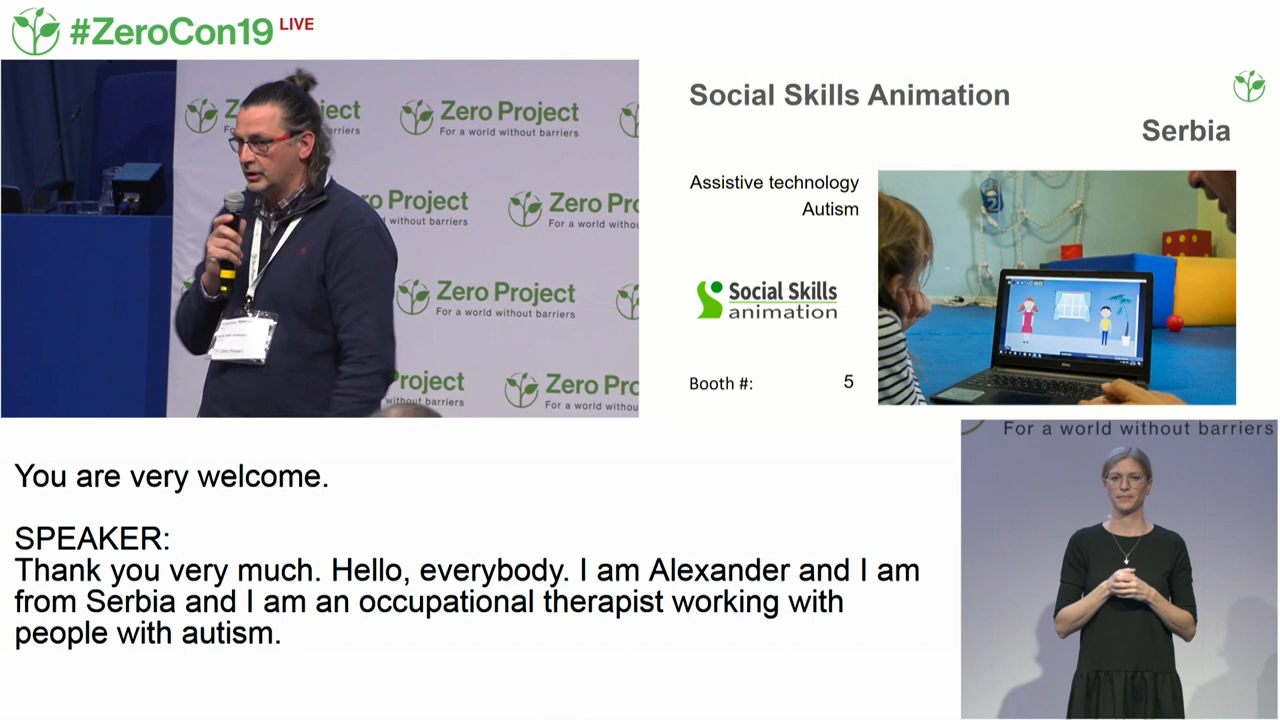 #ZeroCon19 LIVE
Zero Project
For a world without barriers
Zero Project
For a world without barriers
Zero Project
For a world without barriers
Social Skills Animation
Serbia
Assistive technology
Autism
Social Skills
animation
Booth #: 5
For a world without barriers
You are very welcome.
SPEAKER:
Thank you very much. Hello, everybody. I am Alexander and I am
from Serbia and I am an occupational therapist working with
people with autism.